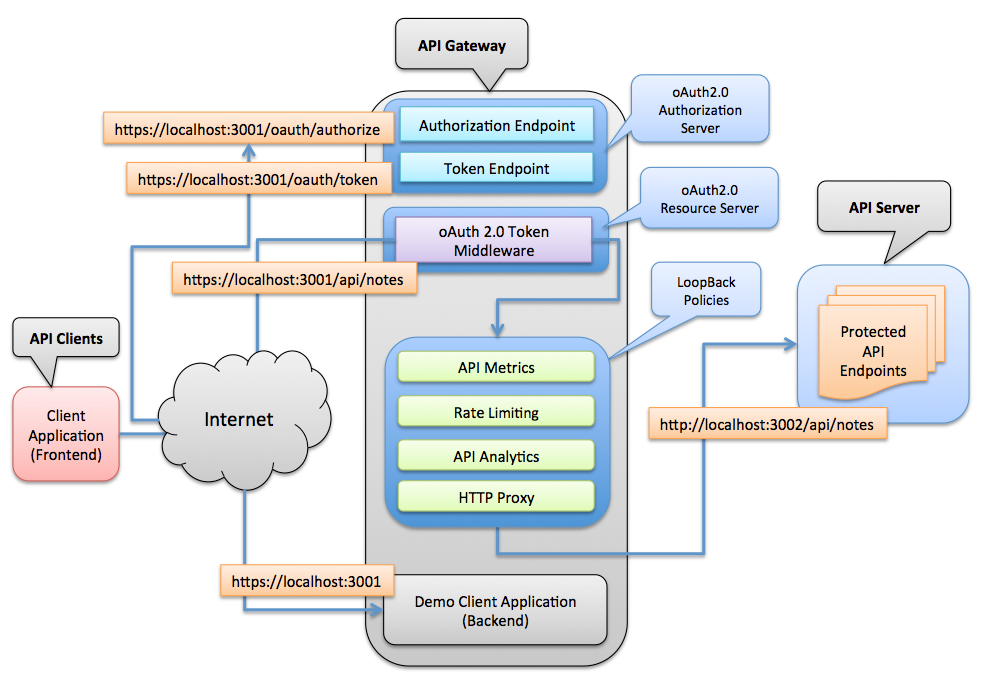 API Gateway
oAuth2.0
Authorization
Server
https://localhost:3001/oauth/authorize
Authorization Endpoint
https://localhost:3001/oauth/token
Token Endpoint
oAuth2.0
Resource Server
API Server
oAuth 2.0 Token
Middleware
https://localhost:3001/api/notes
LoopBack
Policies
API Clients
Client
Application
(Frontend)
Internet
API Metrics
Rate Limiting
API Analytics
HTTP Proxy
Protected
API
Endpoints
http://localhost:3002/api/notes
https://localhost:3001
Demo Client Application
(Backend)